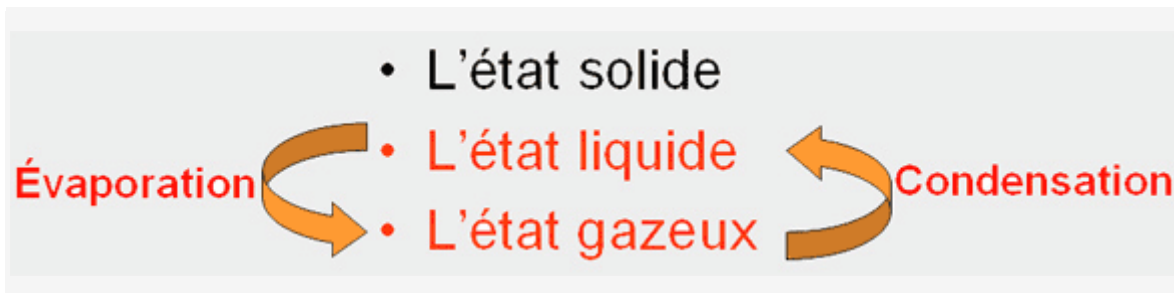 • L'état solide
• L'état liquide
Évaporation
Condensation
• L'état gazeux